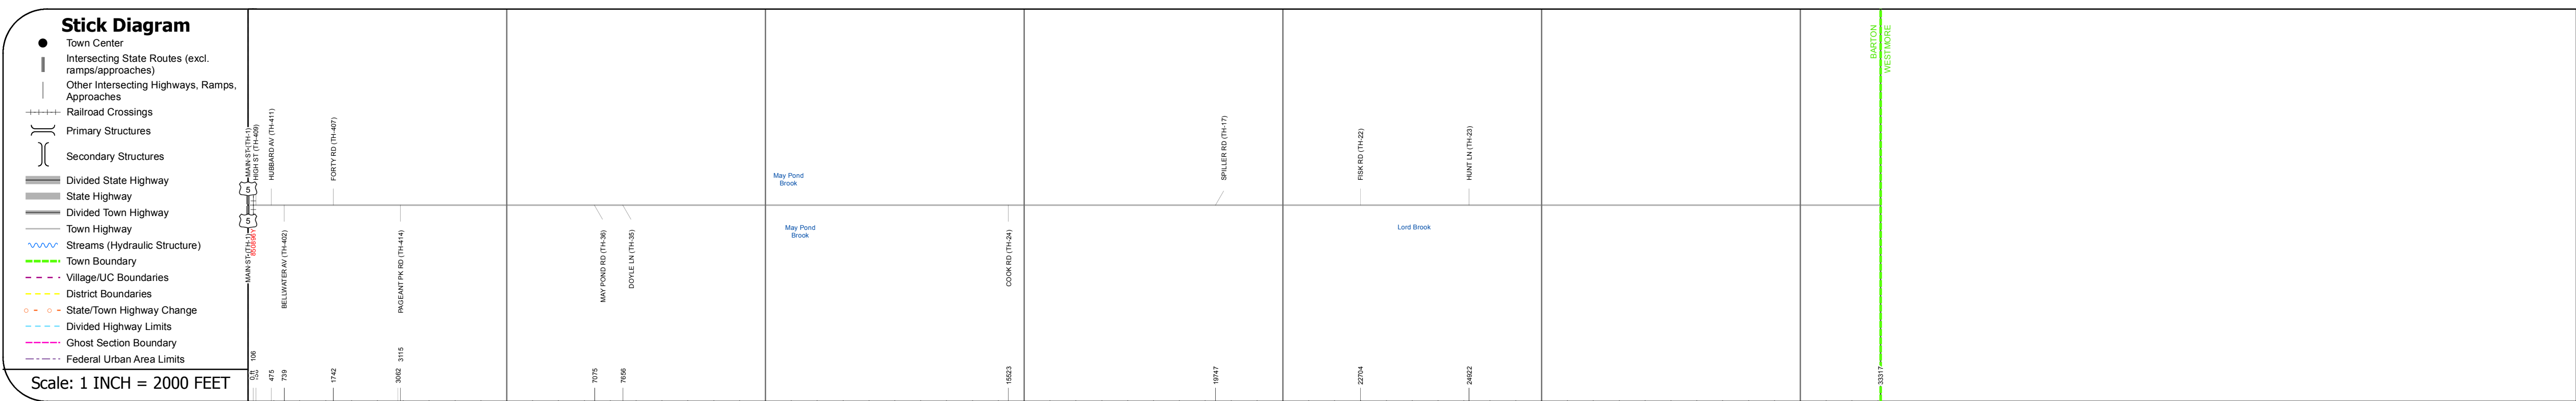 Stick Diagram
Town Center
Intersecting State Routes (excl.
ramps/approaches)
Other Intersecting Highways, Ramps,
Approaches
Railroad Crossings
Primary Structures
Secondary Structures
Divided State Highway
State Highway
Divided Town Highway
Town Highway
Streams (Hydraulic Structure)
Town Boundary
Village/UC Boundaries
District Boundaries
State/Town Highway Change
Divided Highway Limits
Ghost Section Boundary
Federal Urban Area Limits
Scale: 1 INCH = 2000 FEET
MAIN ST (TH-1)
HIGH ST (TH-409)
HUBBARD AV (TH-411)
FORTY RD (TH-407)
May Pond
Brook
SPILLER RD (TH-17)
FISK RD (TH-22)
HUNT LN (TH-23)
BARTON
WESTMORE
5
5
MAIN ST (TH-1)
BELLWATER AV (TH-402)
PAGEANT PK RD (TH-414)
MAY POND RD (TH-36)
DOYLE LN (TH-35)
May Pond
Brook
COOK RD (TH-24)
Lord Brook
0 ft
106
475
739
1742
3062
3115
7075
7656
15523
19747
22704
24922
33317